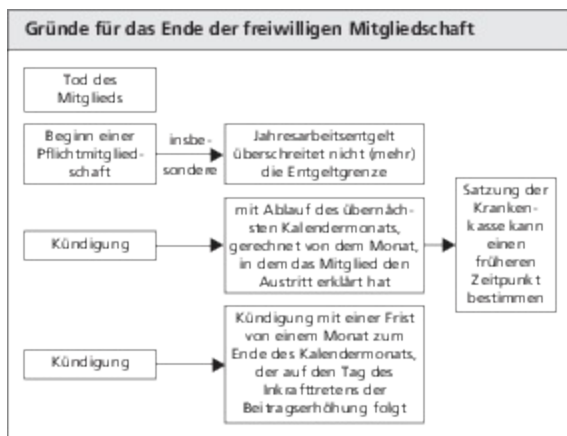 Gründe für das Ende der freiwilligen Mitgliedschaft
Tod des
Mitglieds
Beginn einer
Pflichtmitglied-
schaft
insbe-
sondere
Jahresarbeitsentgelt
überschreitet nicht (mehr)
die Entgeltgrenze
Kündigung
mit Ablauf des übernäch-
sten Kalendermonats,
gerechnet von dem Monat,
in dem das Mitglied den
Austritt erklärt hat
Satzung der
Kranken-
kasse kann
einen
früheren
Zeitpunkt
bestimmen
Kündigung
Kündigung mit einer Frist
von einem Monat zum
Ende des Kalendermonats,
der auf den Tag des
Inkrafttretens der
Beitragserhöhung folgt